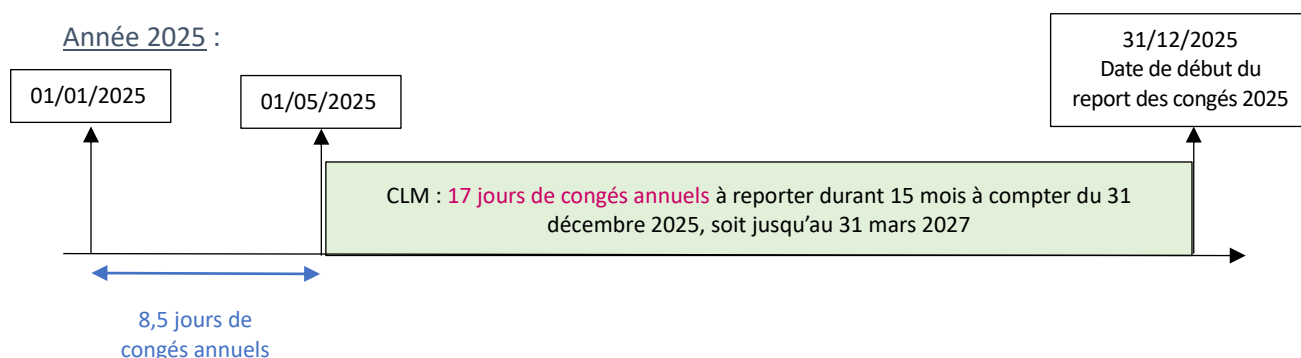 Année 2025 :
31/12/2025
Date de début du
report des congés 2025
01/01/2025
01/05/2025
CLM : 17 jours de congés annuels à reporter durant 15 mois à compter du 31
décembre 2025, soit jusqu’au 31 mars 2027
8,5 jours de
congés annuels